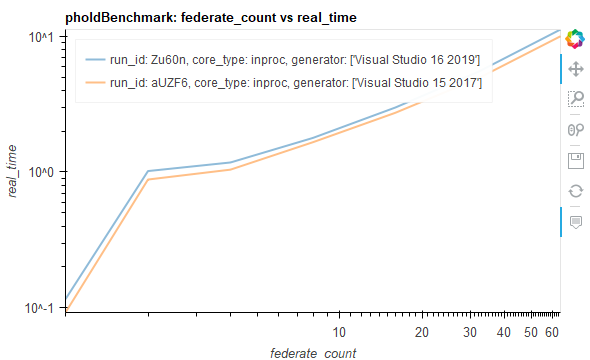 pholdBenchmark: federate_count vs real_time
10^1
run_id: Zu60n, core_type: inproc, generator: ['Visual Studio 16 2019']
run_id: aUZF6, core_type: inproc, generator: ['Visual Studio 15 2017']
real_time
10^0
10^-1
10 20 30 40 50 60
federate_count